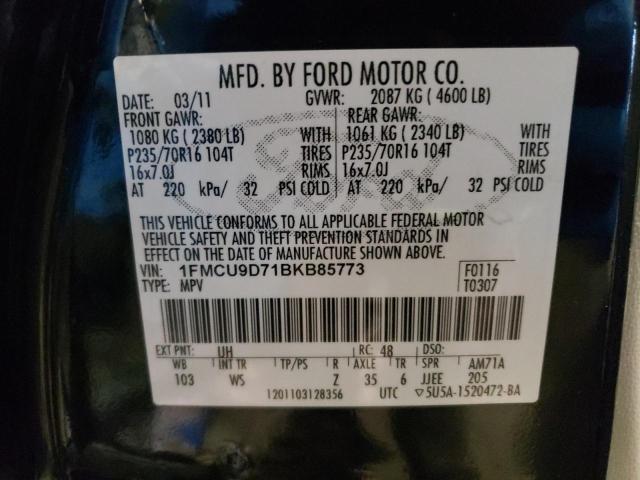 MFD. BY FORD MOTOR CO.
DATE: 03/11 GVWR: 2087 KG ( 4600 LB)
FRONT GAWR: REAR GAWR:
1080 KG ( 2380 LB) WITH 1061 KG ( 2340 LB) WITH
P235/70R16 104T TIRES P235/70R16 104T TIRES
16x7.0J RIMS 16x7.0J RIMS
AT 220 kPa/ 32 PSI COLD AT 220 kPa/ 32 PSI COLD
Ford
THIS VEHICLE CONFORMS TO ALL APPLICABLE FEDERAL MOTOR
VEHICLE SAFETY AND THEFT PREVENTION STANDARDS IN
EFFECT ON THE DATE OF MANUFACTURE SHOWN ABOVE.
VIN: 1FMCU9D71BKB85773 F0116
TYPE: MPV T0307
EXT PNT: UH RC: 48 DSO:
WB INT TR TP/PS R AXLE TR SPR AM71A
103 WS Z 35 6 JJEE 205
1201103128356 UTC ▽5U5A-1520472-BA